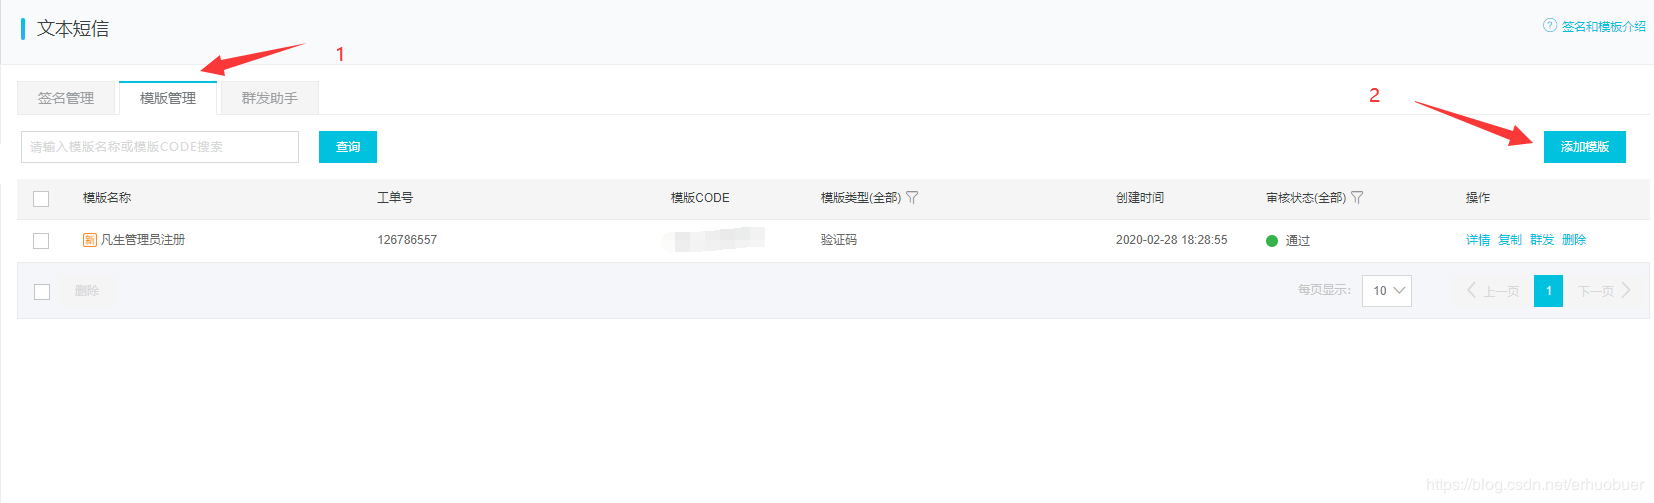 文本短信
签名和模板介绍
1
签名管理 模版管理 群发助手
2
请输入模版名称或模版CODE搜索 查询 添加模版
模版名称 工单号 模版CODE 模版类型(全部) 创建时间 审核状态(全部) 操作
新 凡生管理员注册 126786557 验证码 2020-02-28 18:28:55 通过 详情 复制 群发 删除
删除 每页显示: 10 上一页 1 下一页
https://blog.csdn.net/erhuobuer